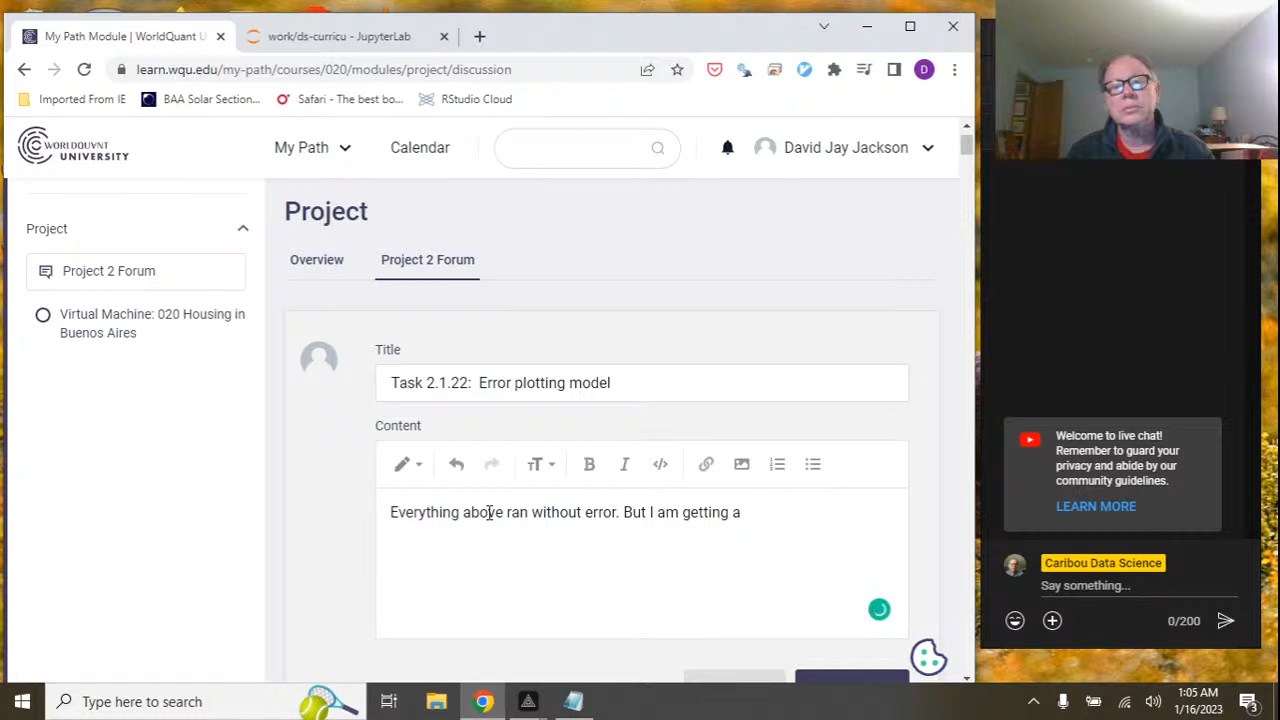 My Path Module | WorldQuant U
work/ds-curricu - JupyterLab
learn.wqu.edu/my-path/courses/020/modules/project/discussion
D
Imported From IE
BAA Solar Section...
Safari - The best bo...
RStudio Cloud
WORLDQUANT
UNIVERSITY
My Path
Calendar
David Jay Jackson
Project
Project 2 Forum
Virtual Machine: 020 Housing in
Buenos Aires
Project
Overview
Project 2 Forum
Title
Task 2.1.22: Error plotting model
Content
Everything above ran without error. But I am getting a
Welcome to live chat!
Remember to guard your
privacy and abide by our
community guidelines.
LEARN MORE
Caribou Data Science
Say something...
0/200
Type here to search
1:05 AM
1/16/2023
3